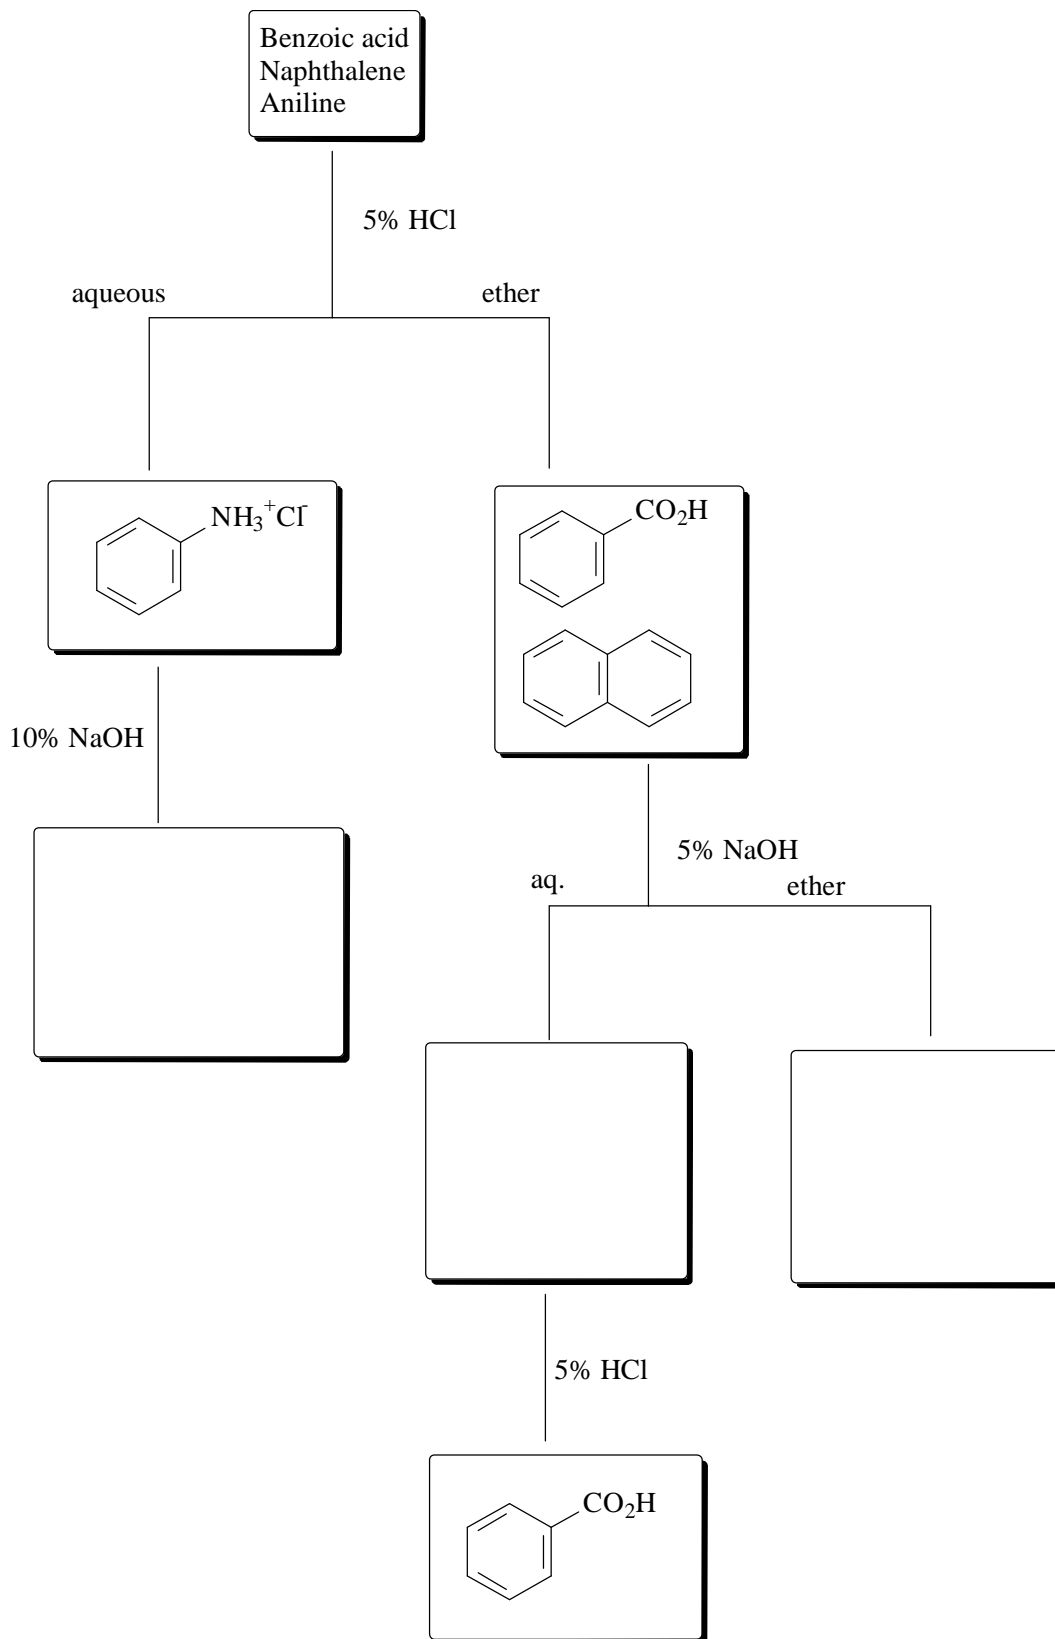 Benzoic acid
Naphthalene
Aniline
5% HCl
aqueous
ether
NH₃⁺Cl⁻
CO₂H
10% NaOH
5% NaOH
aq.
ether
5% HCl
CO₂H